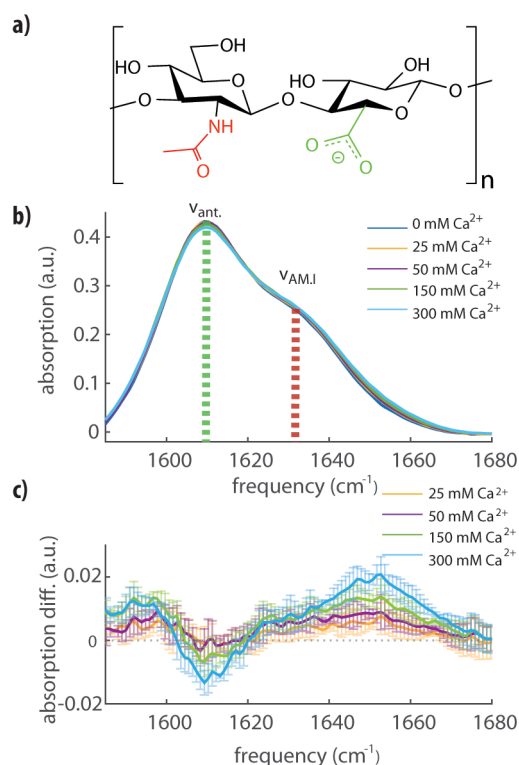 a)
OH
HO
O
O
NH
O
O
HO
OH
O
O
O
⊖
O
n
b)
νant.
νAM.I
0 mM Ca²⁺
25 mM Ca²⁺
50 mM Ca²⁺
150 mM Ca²⁺
300 mM Ca²⁺
absorption (a.u.)
0.4
0.3
0.2
0.1
0
1600 1620 1640 1660 1680
frequency (cm⁻¹)
c)
25 mM Ca²⁺
50 mM Ca²⁺
150 mM Ca²⁺
300 mM Ca²⁺
absorption diff. (a.u.)
0.02
0
-0.02
1600 1620 1640 1660 1680
frequency (cm⁻¹)